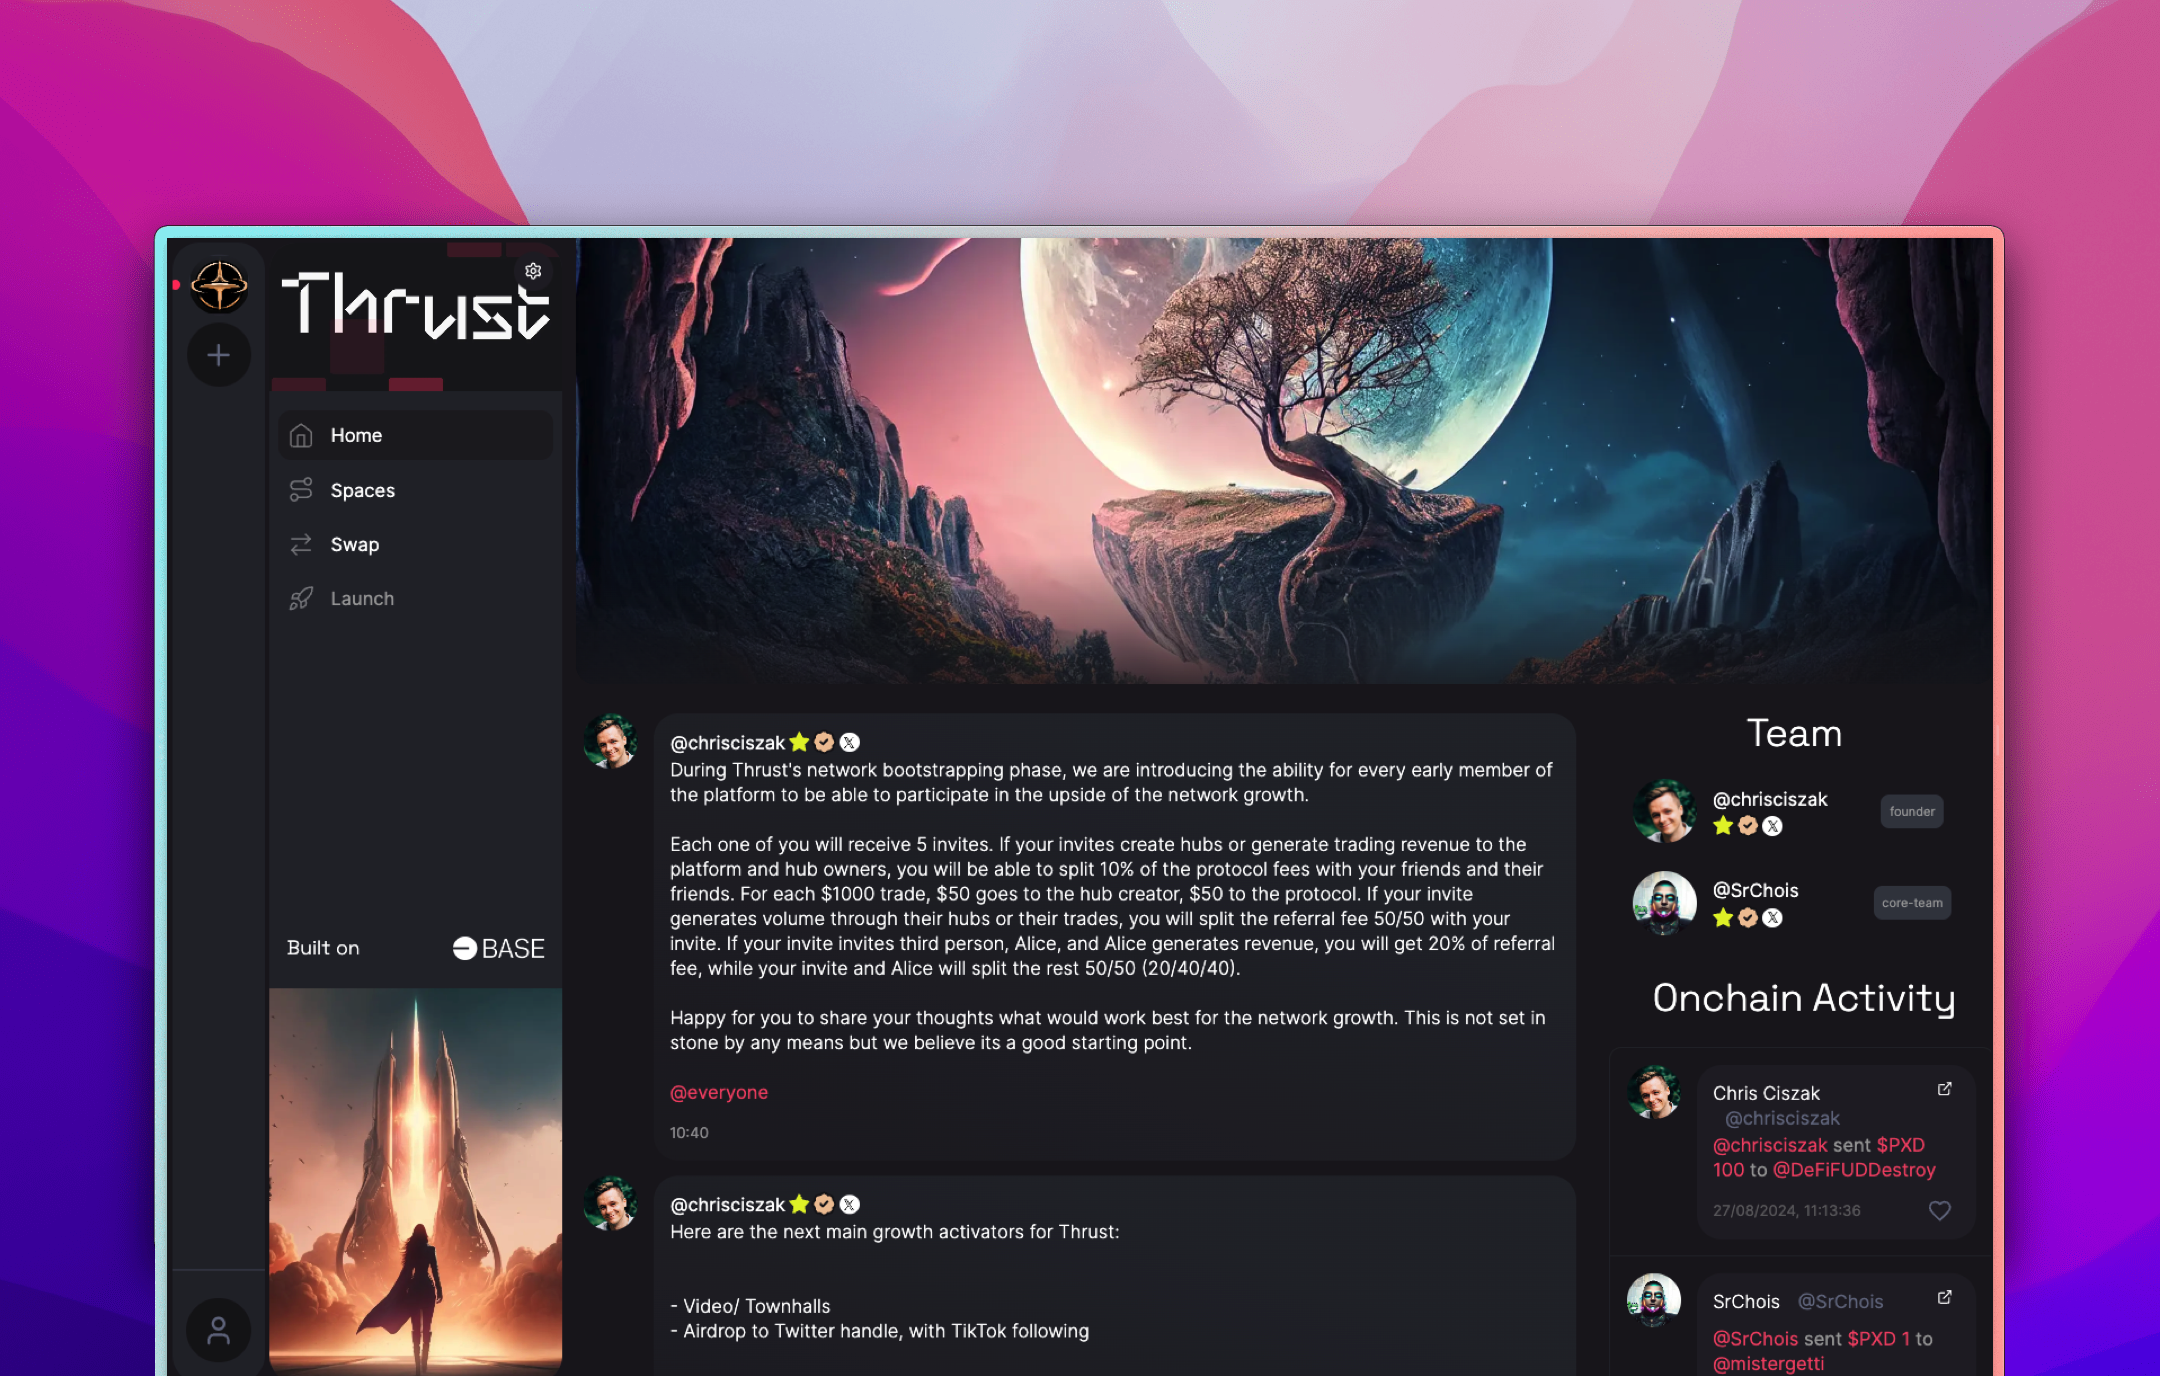 Thrust
Home
Spaces
Swap
Launch
Built on
BASE
@chrisciszak
During Thrust's network bootstrapping phase, we are introducing the ability for every early member of
the platform to be able to participate in the upside of the network growth.
Each one of you will receive 5 invites. If your invites create hubs or generate trading revenue to the
platform and hub owners, you will be able to split 10% of the protocol fees with your friends and their
friends. For each $1000 trade, $50 goes to the hub creator, $50 to the protocol. If your invite
generates volume through their hubs or their trades, you will split the referral fee 50/50 with your
invite. If your invite invites third person, Alice, and Alice generates revenue, you will get 20% of referral
fee, while your invite and Alice will split the rest 50/50 (20/40/40).
Happy for you to share your thoughts what would work best for the network growth. This is not set in
stone by any means but we believe its a good starting point.
@everyone
10:40
@chrisciszak
Here are the next main growth activators for Thrust:
- Video/ Townhalls
- Airdrop to Twitter handle, with TikTok following
Team
@chrisciszak
founder
@SrChois
core-team
Onchain Activity
Chris Ciszak
@chrisciszak
@chrisciszak sent $PXD
100 to @DeFiFUDDestroy
27/08/2024, 11:13:36
SrChois @SrChois
@SrChois sent $PXD 1 to
@mistergetti